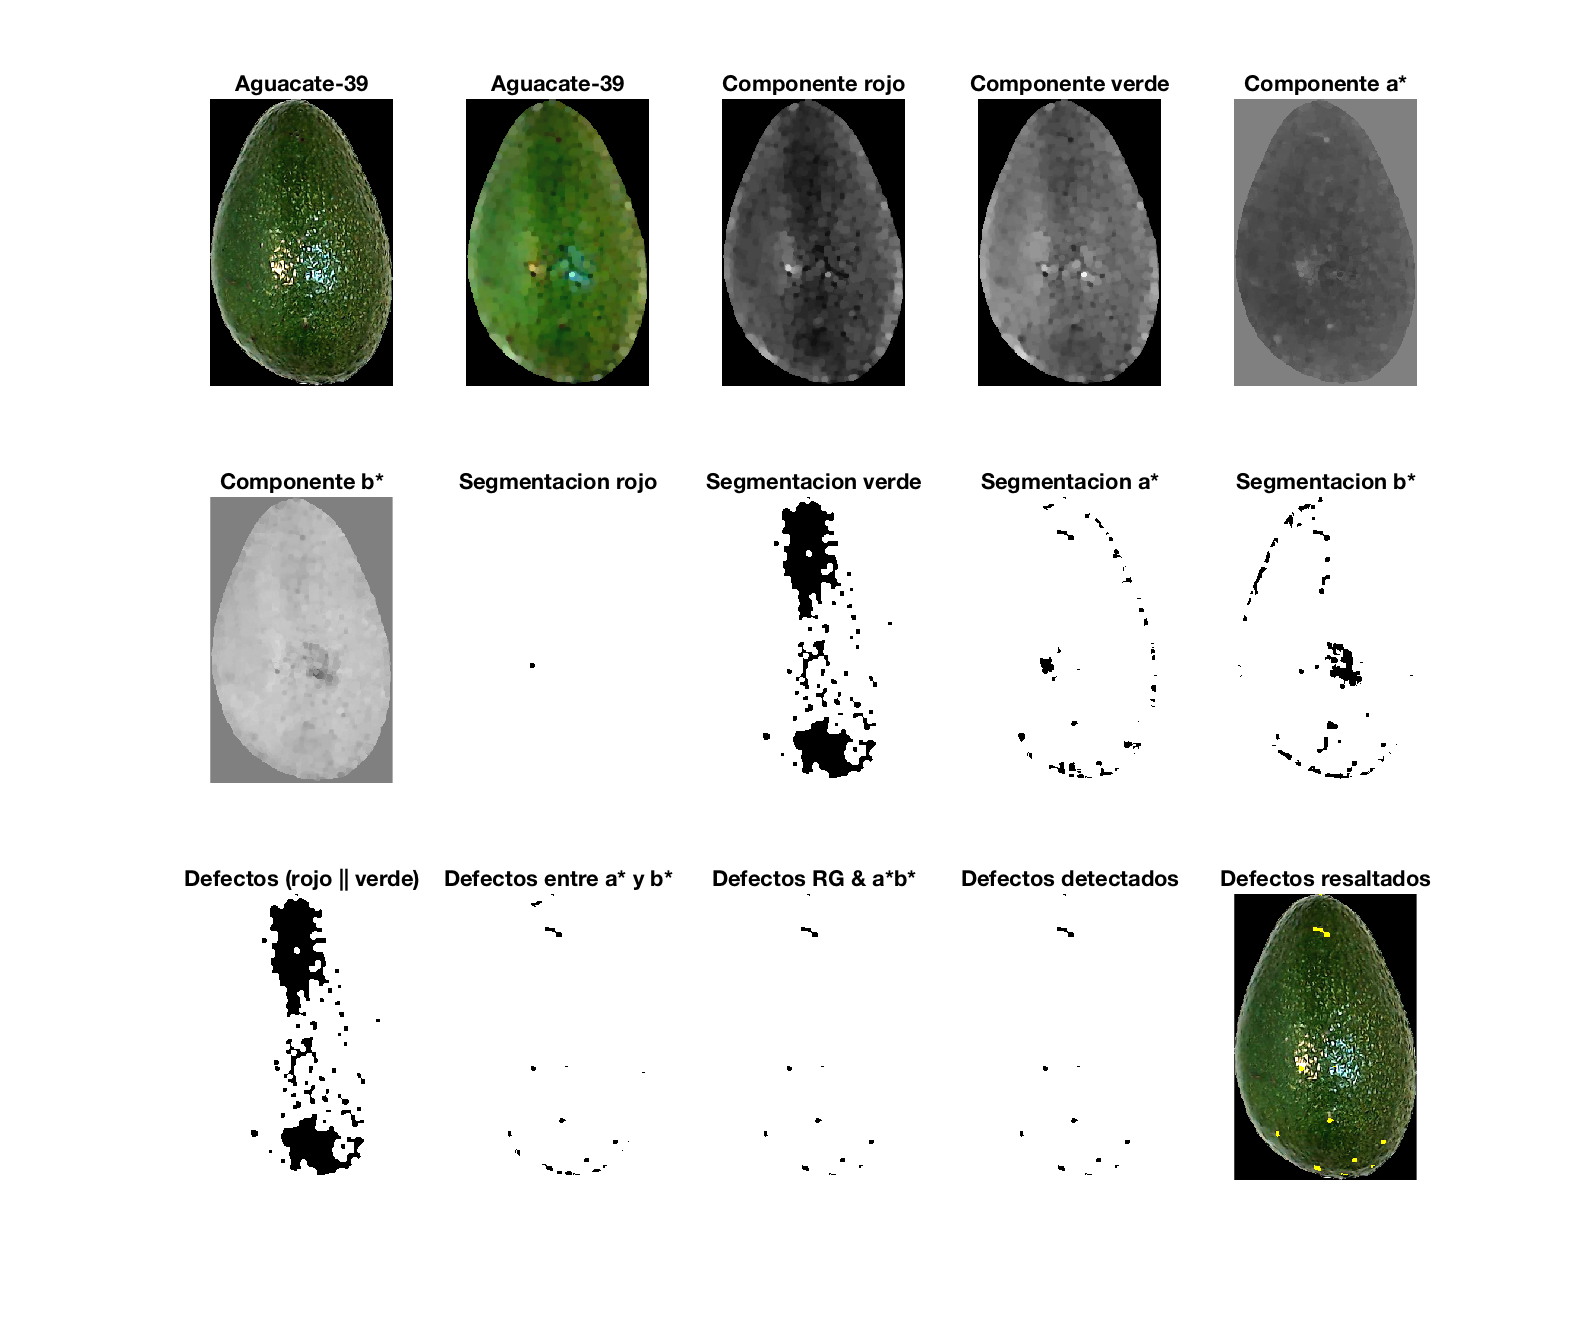 Aguacate-39
Aguacate-39
Componente rojo
Componente verde
Componente a*
Componente b*
Segmentacion rojo
Segmentacion verde
Segmentacion a*
Segmentacion b*
Defectos (rojo || verde)
Defectos entre a* y b*
Defectos RG & a*b*
Defectos detectados
Defectos resaltados